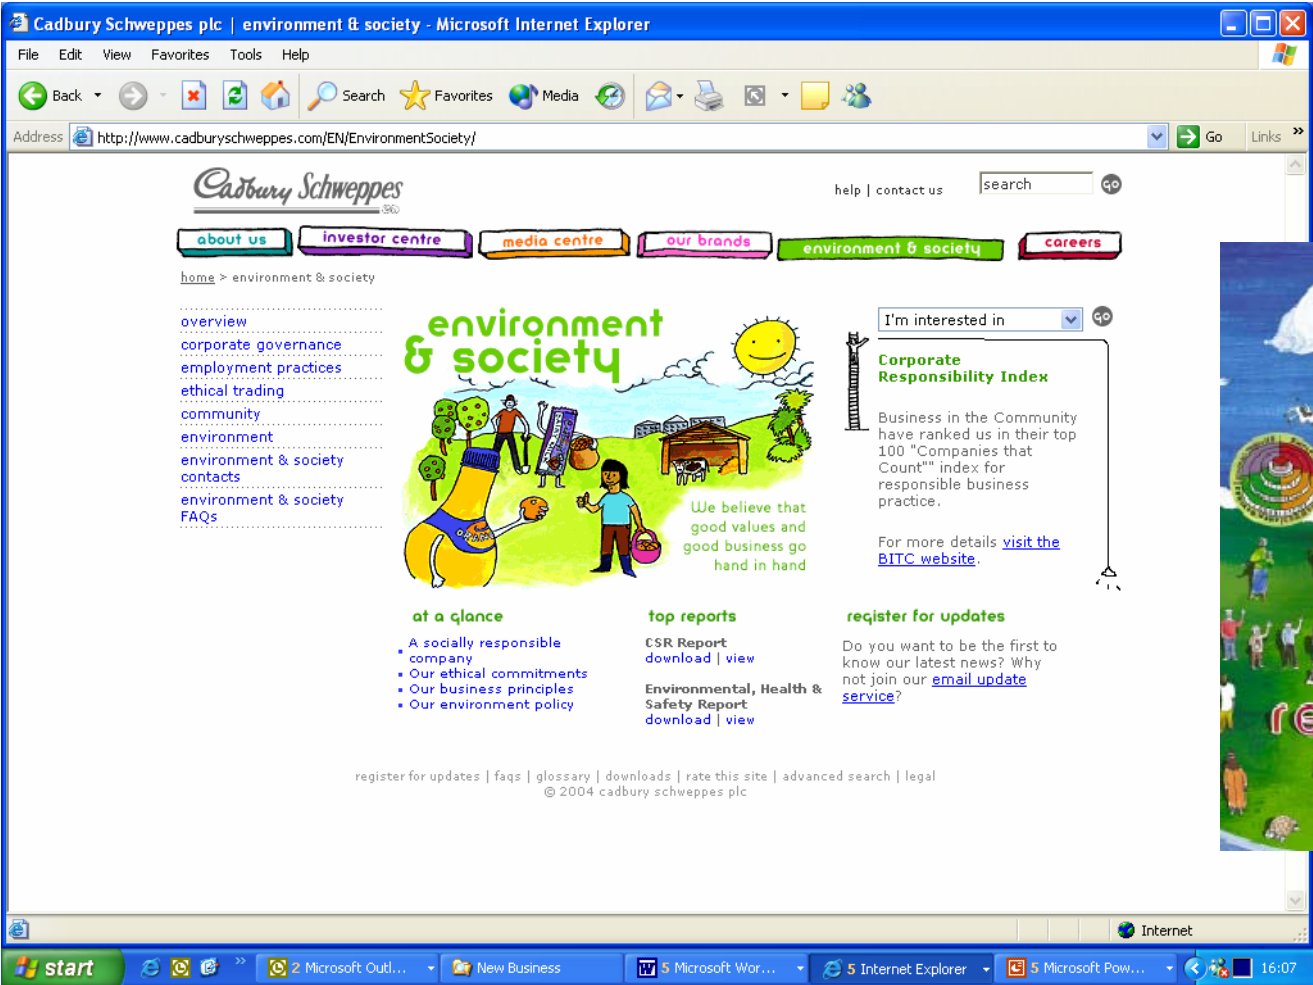 Cadbury Schweppes plc | environment & society - Microsoft Internet Explorer
File Edit View Favorites Tools Help
Back Search Favorites Media
Address http://www.cadburyschweppes.com/EN/EnvironmentSociety/ Go Links »
Cadbury Schweppes
help | contact us search GO
about us investor centre media centre our brands environment & society careers
home > environment & society
overview
corporate governance
employment practices
ethical trading
community
environment
environment & society
contacts
environment & society
FAQs
environment
& society
We believe that
good values and
good business go
hand in hand
I'm interested in GO
Corporate
Responsibility Index
Business in the Community
have ranked us in their top
100 "Companies that
Count"" index for
responsible business
practice.
For more details visit the
BITC website.
at a glance
A socially responsible
company
Our ethical commitments
Our business principles
Our environment policy
top reports
CSR Report
download | view
Environmental, Health &
Safety Report
download | view
register for updates
Do you want to be the first to
know our latest news? Why
not join our email update
service?
re
register for updates | faqs | glossary | downloads | rate this site | advanced search | legal
© 2004 cadbury schweppes plc
Internet
start » 2 Microsoft Outl... New Business 5 Microsoft Wor... 5 Internet Explorer 5 Microsoft Pow... 16:07